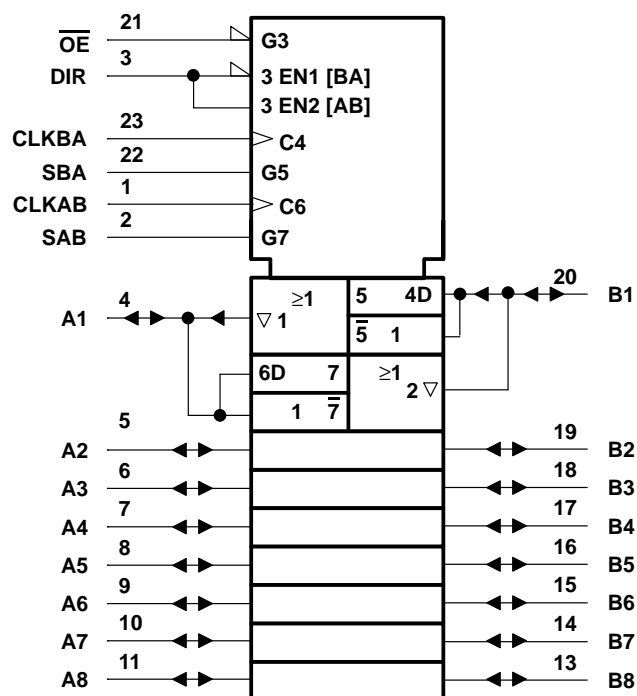 21
O̅E̅ G3
3
DIR 3 EN1 [BA]
3 EN2 [AB]
23
CLKBA C4
22
SBA G5
1
CLKAB C6
2
SAB G7
4 ≥1 5 4D 20
A1 ▽ 1 5̅ 1 B1
6D 7 ≥1
2 ▽
1 7̅
5 19
A2 B2
6 18
A3 B3
7 17
A4 B4
8 16
A5 B5
9 15
A6 B6
10 14
A7 B7
11 13
A8 B8